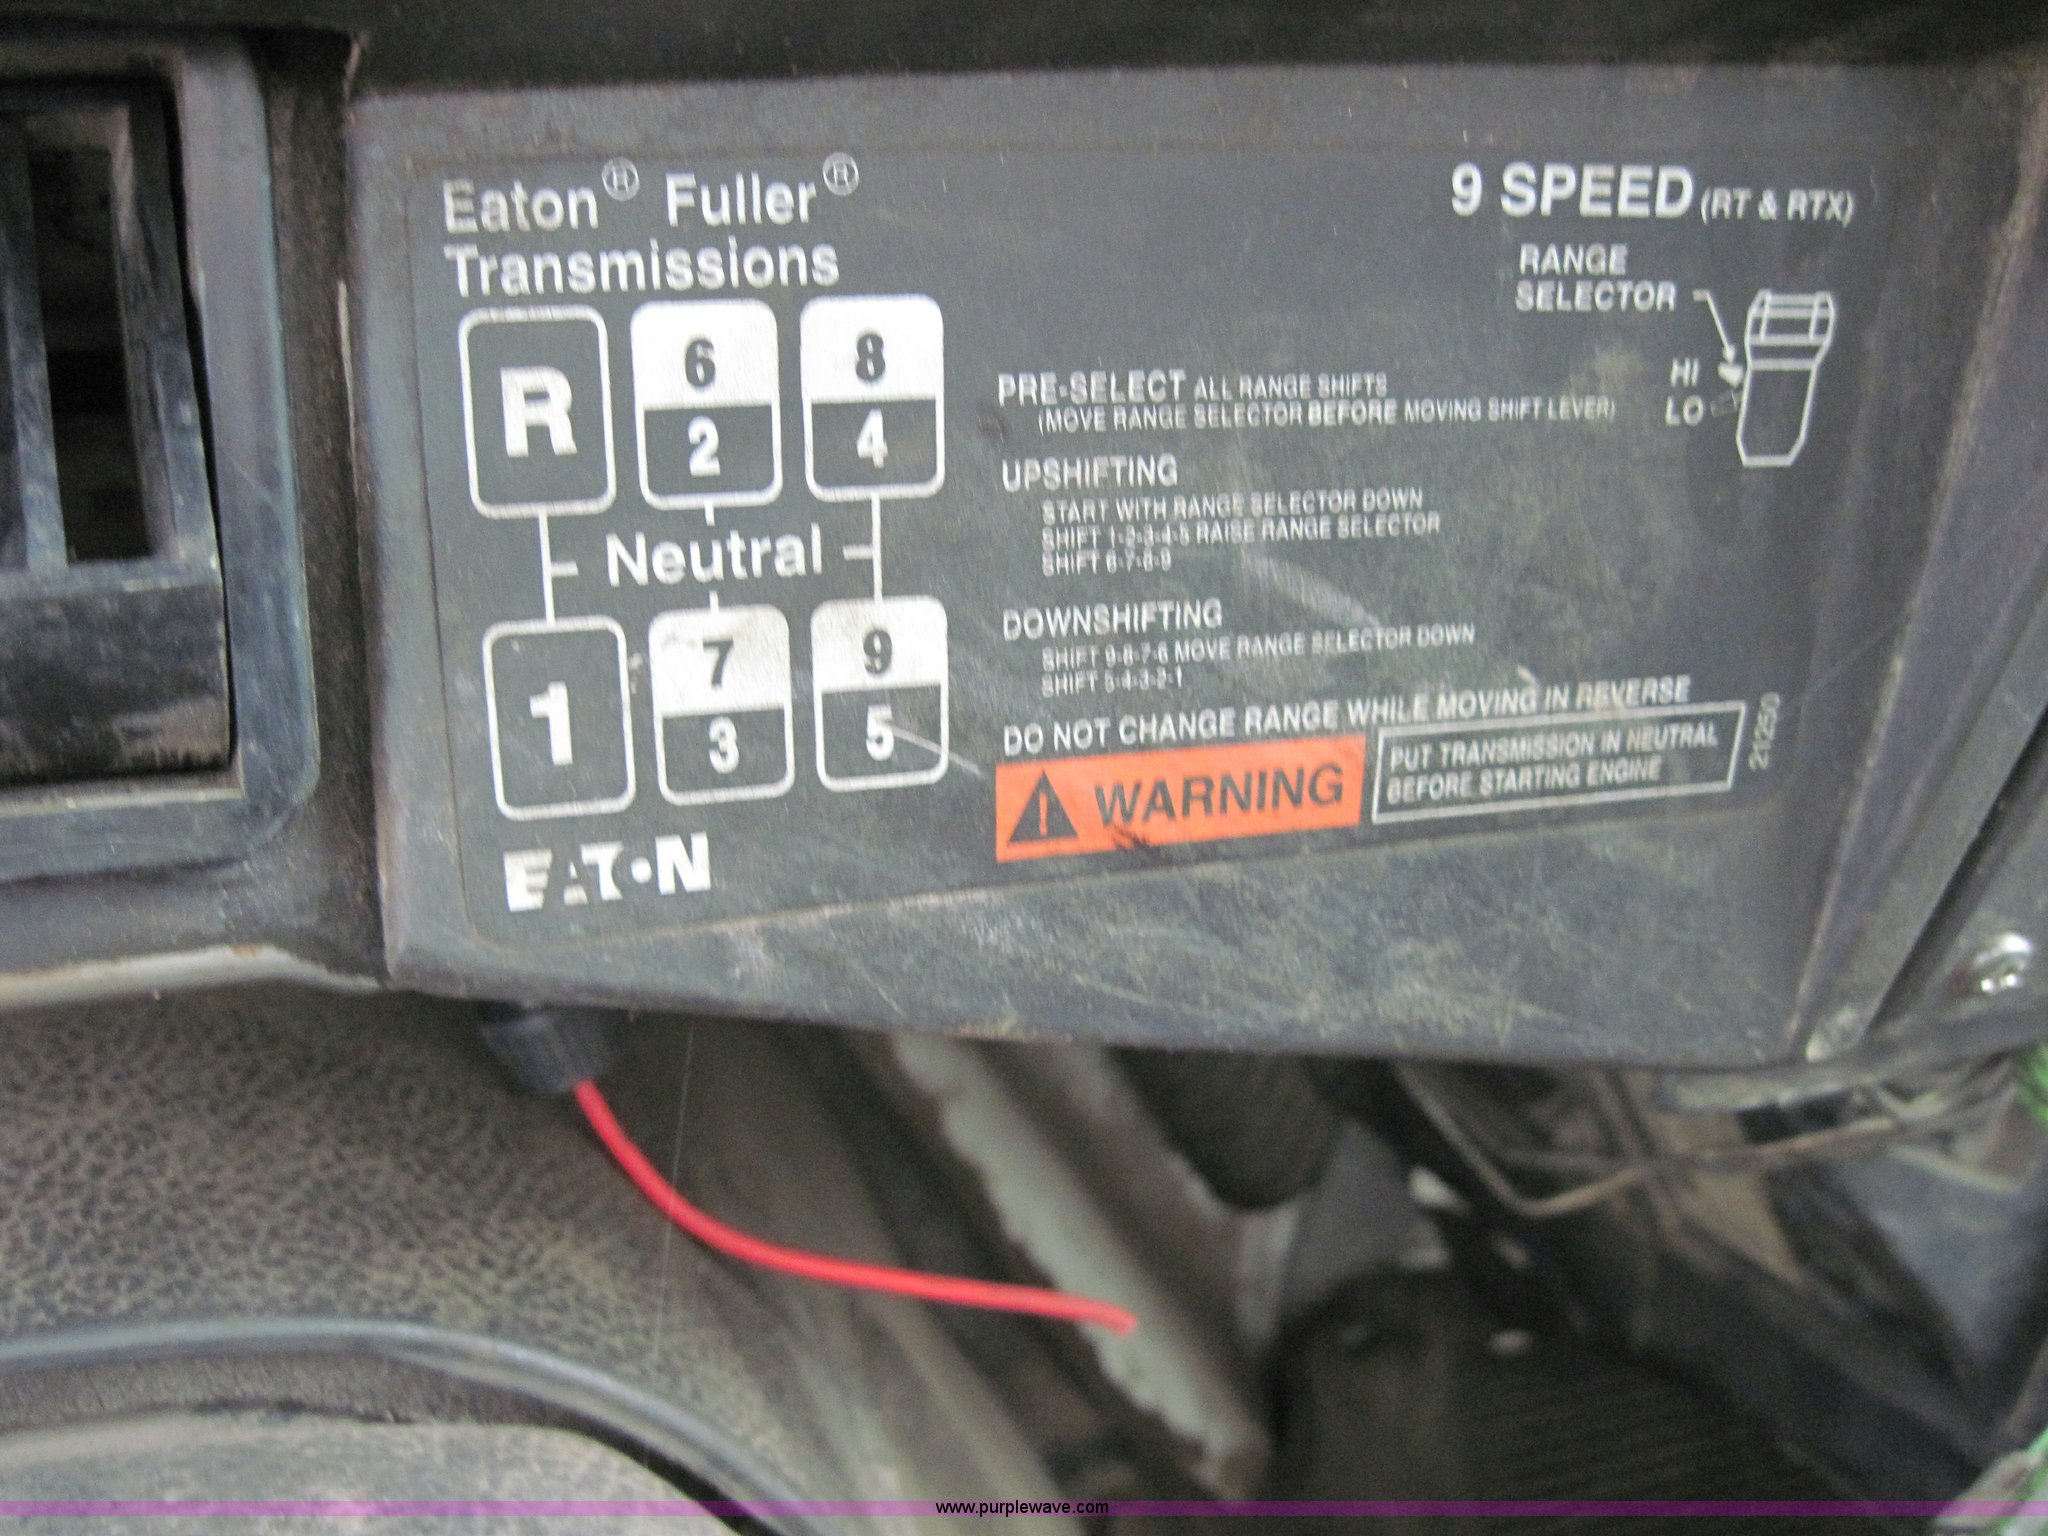 Eaton® Fuller®
Transmissions
9 SPEED (RT & RTX)
RANGE
SELECTOR
HI
LO
R
6
2
8
4
Neutral
1
7
3
9
5
PRE-SELECT ALL RANGE SHIFTS
(MOVE RANGE SELECTOR BEFORE MOVING SHIFT LEVER)
UPSHIFTING
START WITH RANGE SELECTOR DOWN
SHIFT 1-2-3-4-5 RAISE RANGE SELECTOR
SHIFT 6-7-8-9
DOWNSHIFTING
SHIFT 9-8-7-6 MOVE RANGE SELECTOR DOWN
SHIFT 5-4-3-2-1
DO NOT CHANGE RANGE WHILE MOVING IN REVERSE
WARNING
PUT TRANSMISSION IN NEUTRAL
BEFORE STARTING ENGINE
21250
EATON
www.purplewave.com